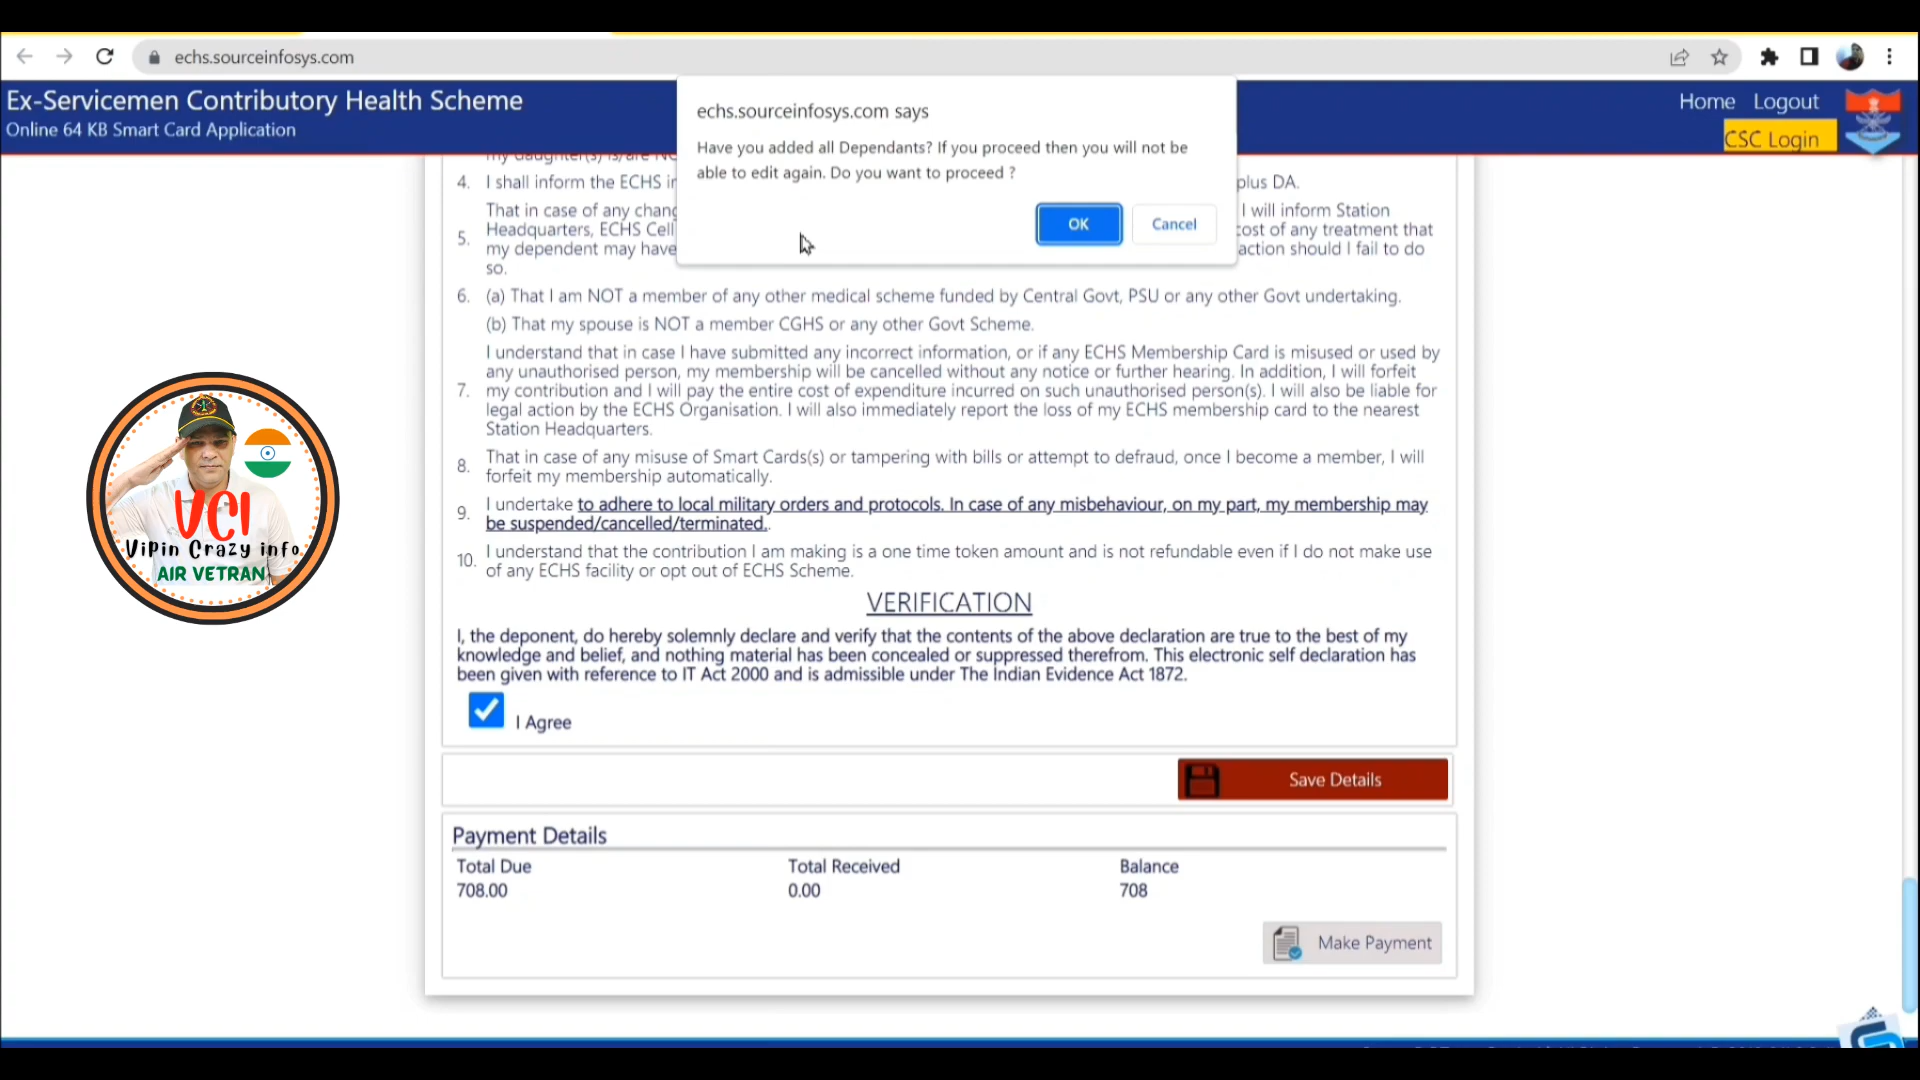 echs.sourceinfosys.com
Ex-Servicemen Contributory Health Scheme
Online 64 KB Smart Card Application
Home Logout
CSC Login
echs.sourceinfosys.com says
Have you added all Dependants? If you proceed then you will not be
able to edit again. Do you want to proceed ?
OK Cancel
my daughter(s) is/are NO
4. I shall inform the ECHS in plus DA.
5. That in case of any chang I will inform Station
Headquarters, ECHS Cell cost of any treatment that
my dependent may have action should I fail to do
so.
6. (a) That I am NOT a member of any other medical scheme funded by Central Govt, PSU or any other Govt undertaking.
(b) That my spouse is NOT a member CGHS or any other Govt Scheme.
7. I understand that in case I have submitted any incorrect information, or if any ECHS Membership Card is misused or used by
any unauthorised person, my membership will be cancelled without any notice or further hearing. In addition, I will forfeit
my contribution and I will pay the entire cost of expenditure incurred on such unauthorised person(s). I will also be liable for
legal action by the ECHS Organisation. I will also immediately report the loss of my ECHS membership card to the nearest
Station Headquarters.
8. That in case of any misuse of Smart Cards(s) or tampering with bills or attempt to defraud, once I become a member, I will
forfeit my membership automatically.
9. I undertake to adhere to local military orders and protocols. In case of any misbehaviour, on my part, my membership may
be suspended/cancelled/terminated..
10. I understand that the contribution I am making is a one time token amount and is not refundable even if I do not make use
of any ECHS facility or opt out of ECHS Scheme.
VERIFICATION
I, the deponent, do hereby solemnly declare and verify that the contents of the above declaration are true to the best of my
knowledge and belief, and nothing material has been concealed or suppressed therefrom. This electronic self declaration has
been given with reference to IT Act 2000 and is admissible under The Indian Evidence Act 1872.
I Agree
Save Details
Payment Details
Total Due Total Received Balance
708.00 0.00 708
Make Payment
VCI
ViPin Crazy info
AIR VETRAN